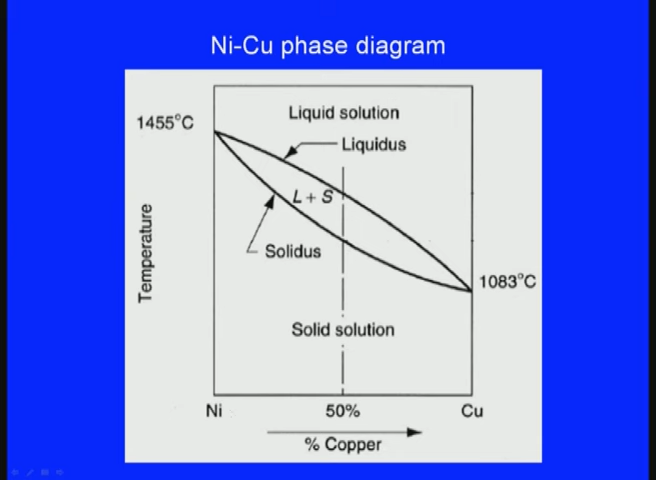 Ni-Cu phase diagram
Liquid solution
1455°C
Liquidus
L + S
Temperature
Solidus
1083°C
Solid solution
Ni 50% Cu
% Copper